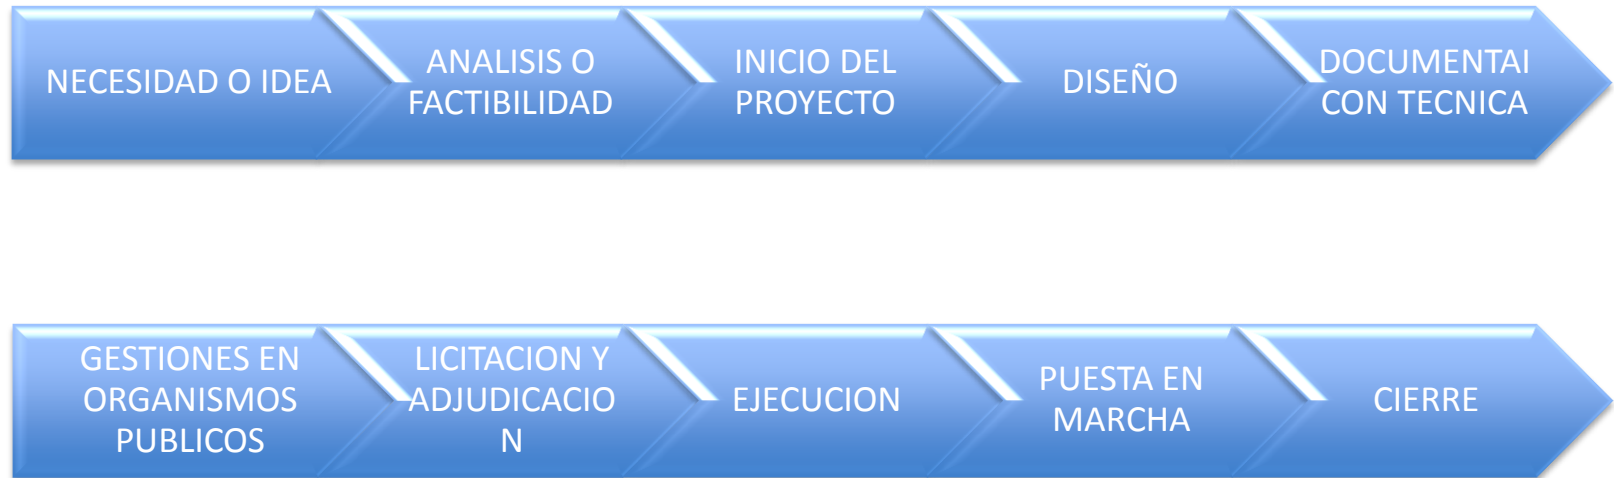 NECESIDAD O IDEA
ANALISIS O
FACTIBILIDAD
INICIO DEL
PROYECTO
DISEÑO
DOCUMENTAI
CON TECNICA
GESTIONES EN
ORGANISMOS
PUBLICOS
LICITACION Y
ADJUDICACIO
N
EJECUCION
PUESTA EN
MARCHA
CIERRE